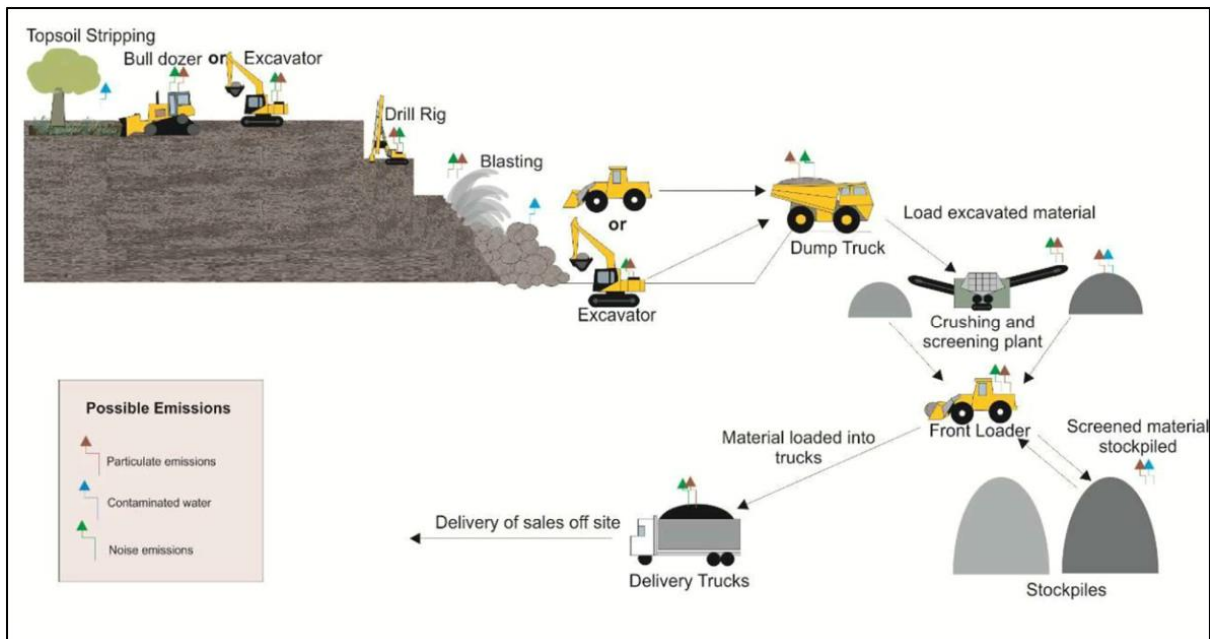 Topsoil Stripping
Bull dozer or Excavator
Drill Rig
Blasting
or
Excavator
Dump Truck
Load excavated material
Crushing and
screening plant
Front Loader
Screened material
stockpiled
Material loaded into
trucks
Stockpiles
Delivery of sales off site
Delivery Trucks
Possible Emissions
Particulate emissions
Contaminated water
Noise emissions